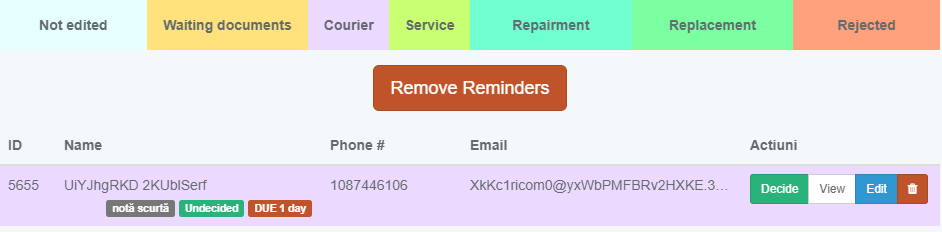 Not edited Waiting documents Courier Service Repairment Replacement Rejected
Remove Reminders
ID Name Phone # Email Actiuni
5655 UiYJhgRKD 2KUblSerf 1087446106 XkKc1ricom0@yxWbPMFBRv2HXKE.3... Decide View Edit
notă scurtă Undecided DUE 1 day